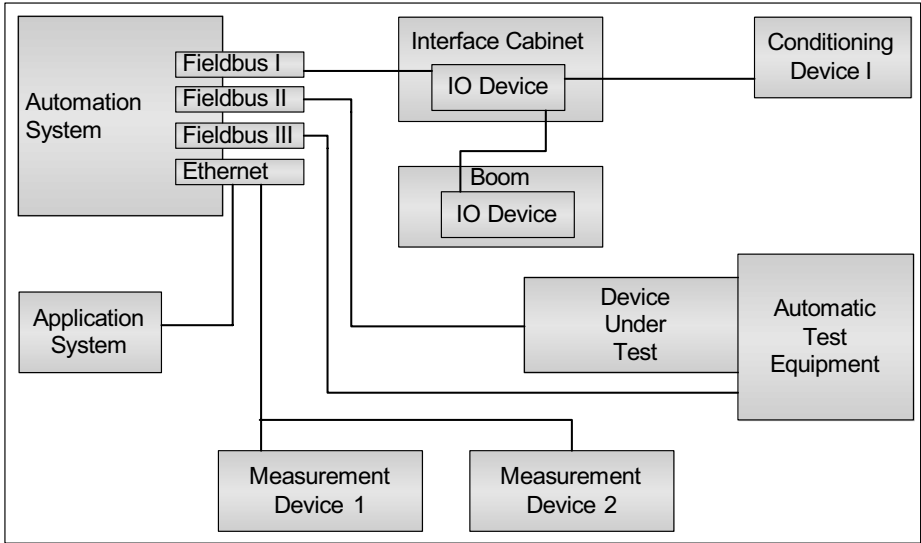 Automation
System
Fieldbus I
Fieldbus II
Fieldbus III
Ethernet
Interface Cabinet
IO Device
Conditioning
Device I
Boom
IO Device
Application
System
Device
Under
Test
Automatic
Test
Equipment
Measurement
Device 1
Measurement
Device 2